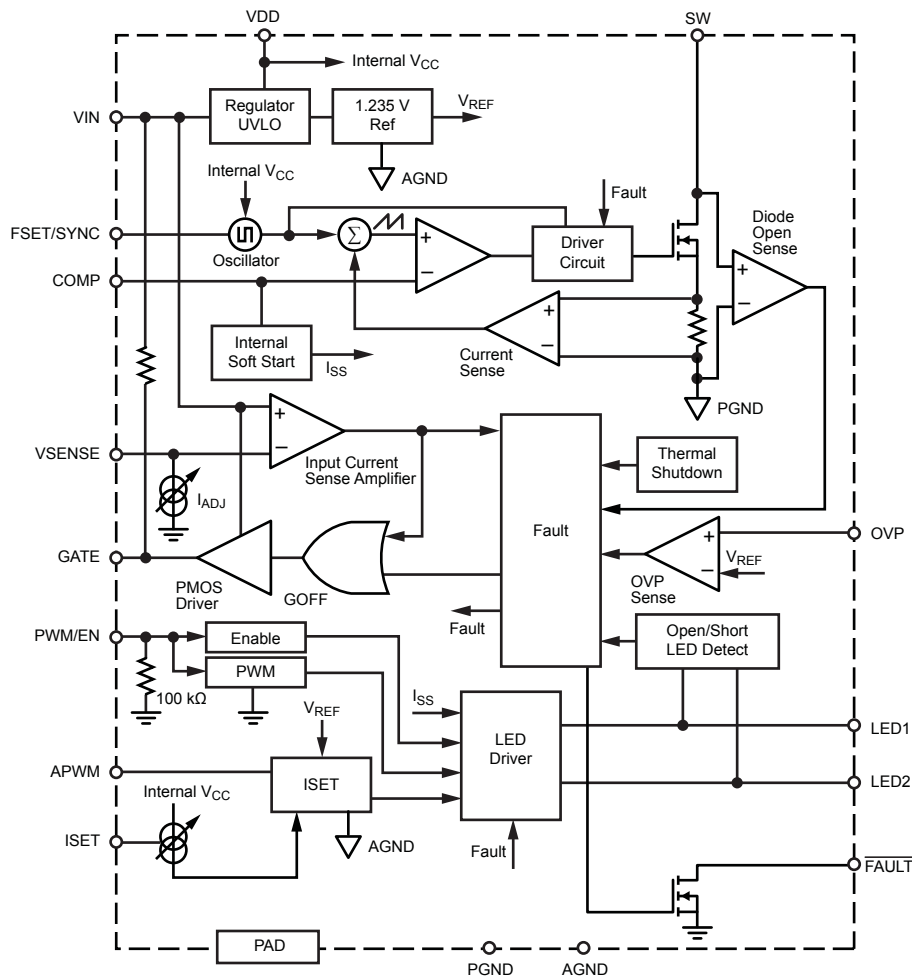 VDD
SW
Internal VCC
VIN
Regulator
UVLO
1.235 V
Ref
VREF
AGND
Internal VCC
Fault
FSET/SYNC
Oscillator
Σ
+
−
Driver
Circuit
Diode
Open
Sense
+
−
COMP
Internal
Soft Start
ISS
Current
Sense
+
−
PGND
+
−
VSENSE
Input Current
Sense Amplifier
IADJ
Thermal
Shutdown
Fault
GATE
PMOS
Driver
GOFF
+
−
VREF
OVP
Sense
OVP
Fault
PWM/EN
Enable
PWM
100 kΩ
Open/Short
LED Detect
VREF
ISS
LED
Driver
LED1
APWM
ISET
LED2
Internal VCC
ISET
AGND
Fault
FAULT
PAD
PGND
AGND